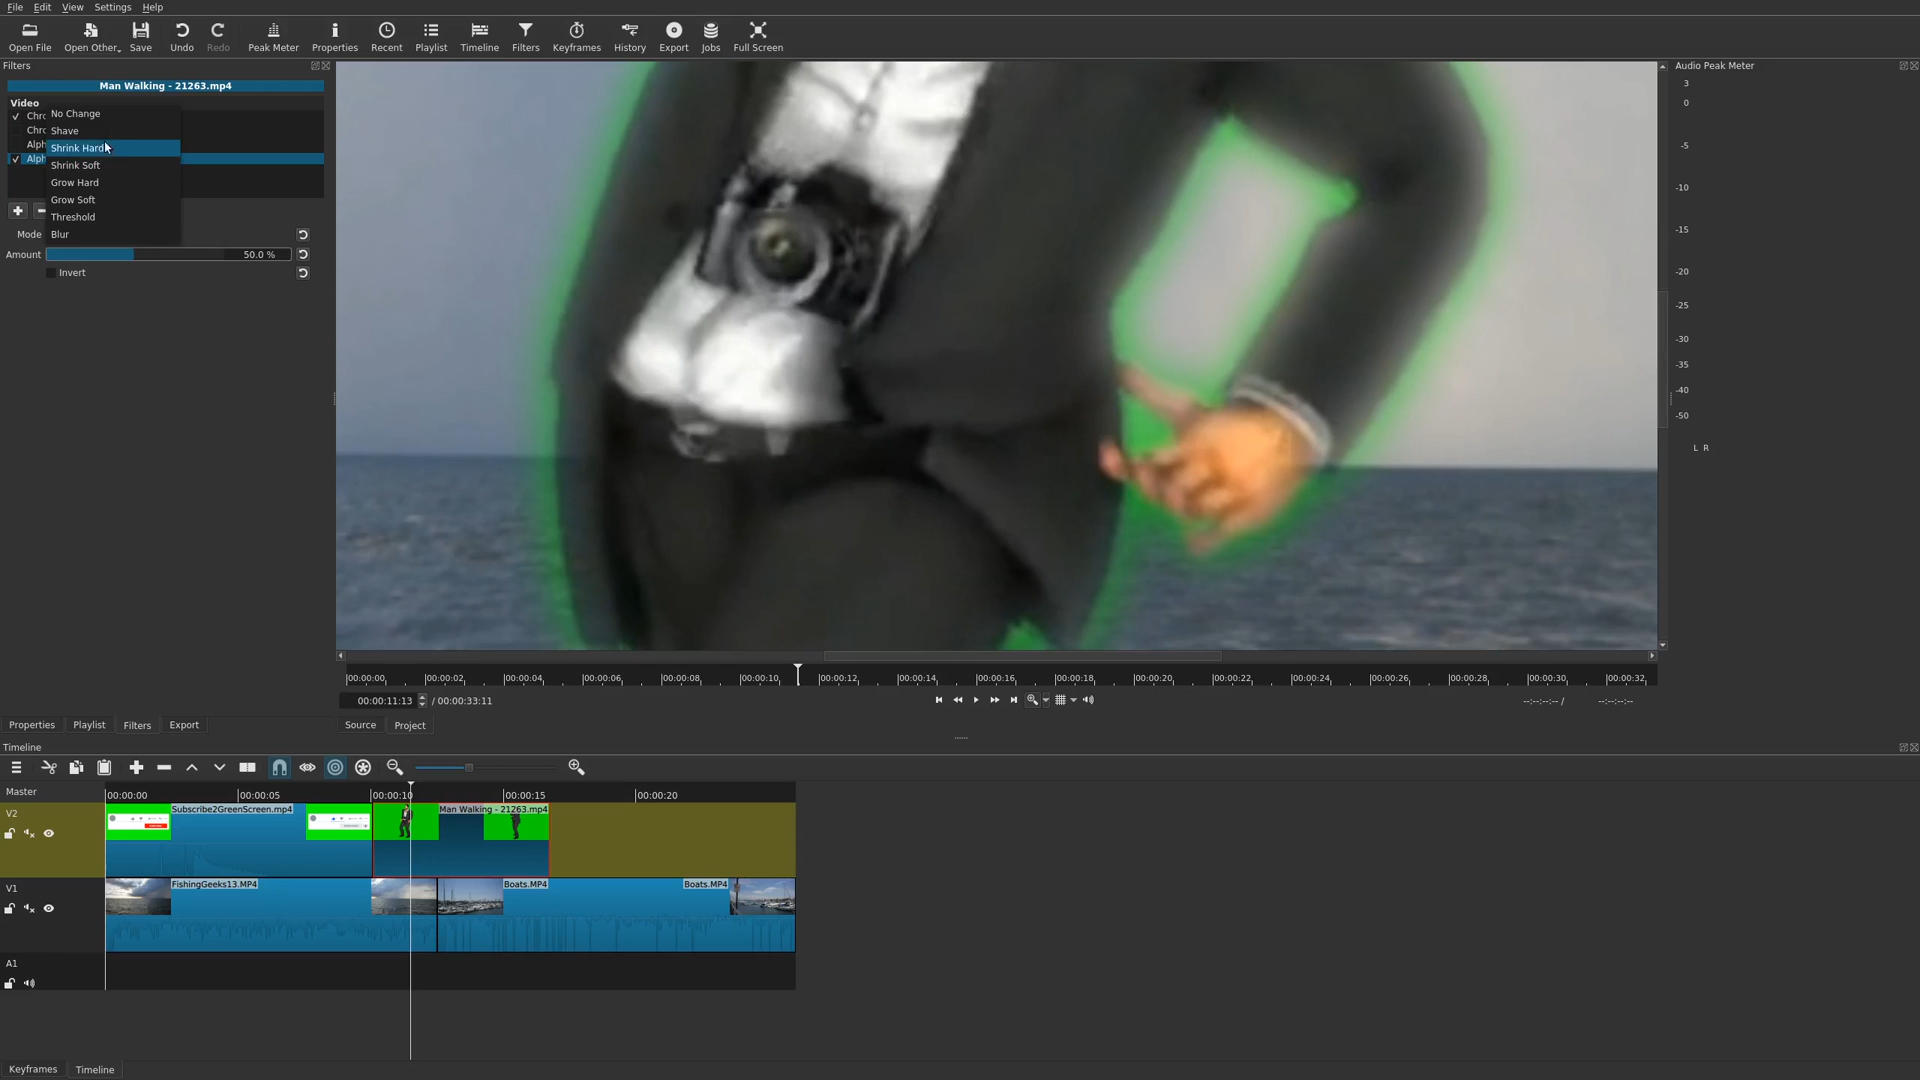 File Edit View Settings Help
Open File Open Other Save Undo Redo Peak Meter Properties Recent Playlist Timeline Filters Keyframes History Export Jobs Full Screen
Filters
Man Walking - 21263.mp4
Video
Chro
Chro
Alph
Alph
No Change
Shave
Shrink Hard
Shrink Soft
Grow Hard
Grow Soft
Threshold
Blur
Mode
Amount 50.0 %
Invert
Audio Peak Meter
3
0
-5
-10
-15
-20
-25
-30
-35
-40
-50
L R
00:00:00 00:00:02 00:00:04 00:00:06 00:00:08 00:00:10 00:00:12 00:00:14 00:00:16 00:00:18 00:00:20 00:00:22 00:00:24 00:00:26 00:00:28 00:00:30 00:00:32
00:00:11:13 / 00:00:33:11 --:--:--:-- / --:--:--:--
Properties Playlist Filters Export Source Project
Timeline
Master 00:00:00 00:00:05 00:00:10 00:00:15 00:00:20
V2 Subscribe2GreenScreen.mp4 Man Walking - 21263.mp4
V1 FishingGeeks13.MP4 Boats.MP4 Boats.MP4
A1
Keyframes Timeline